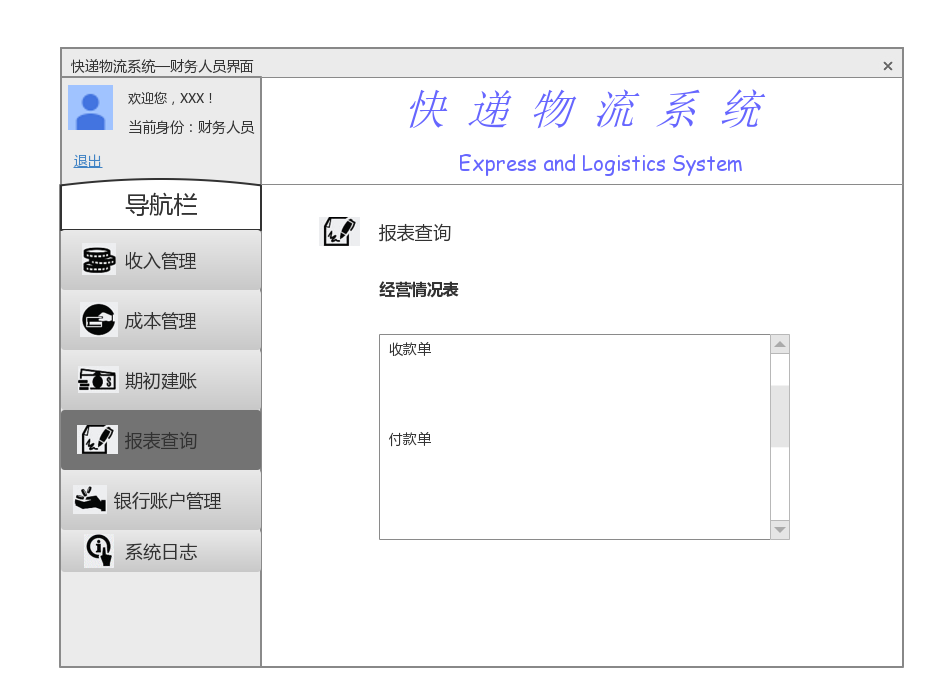 快递物流系统—财务人员界面
欢迎您，XXX！
当前身份：财务人员
退出
快递物流系统
Express and Logistics System
导航栏
收入管理
成本管理
期初建账
报表查询
银行账户管理
系统日志
报表查询
经营情况表
收款单
付款单